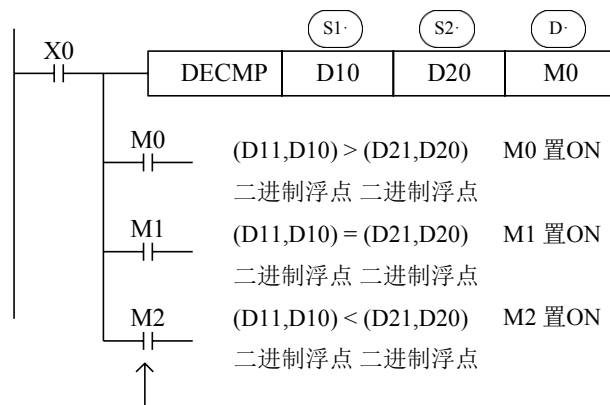 S1· S2· D·
X0
DECMP D10 D20 M0
M0 (D11,D10) > (D21,D20) M0 置ON
二进制浮点 二进制浮点
M1 (D11,D10) = (D21,D20) M1 置ON
二进制浮点 二进制浮点
M2 (D11,D10) < (D21,D20) M2 置ON
二进制浮点 二进制浮点